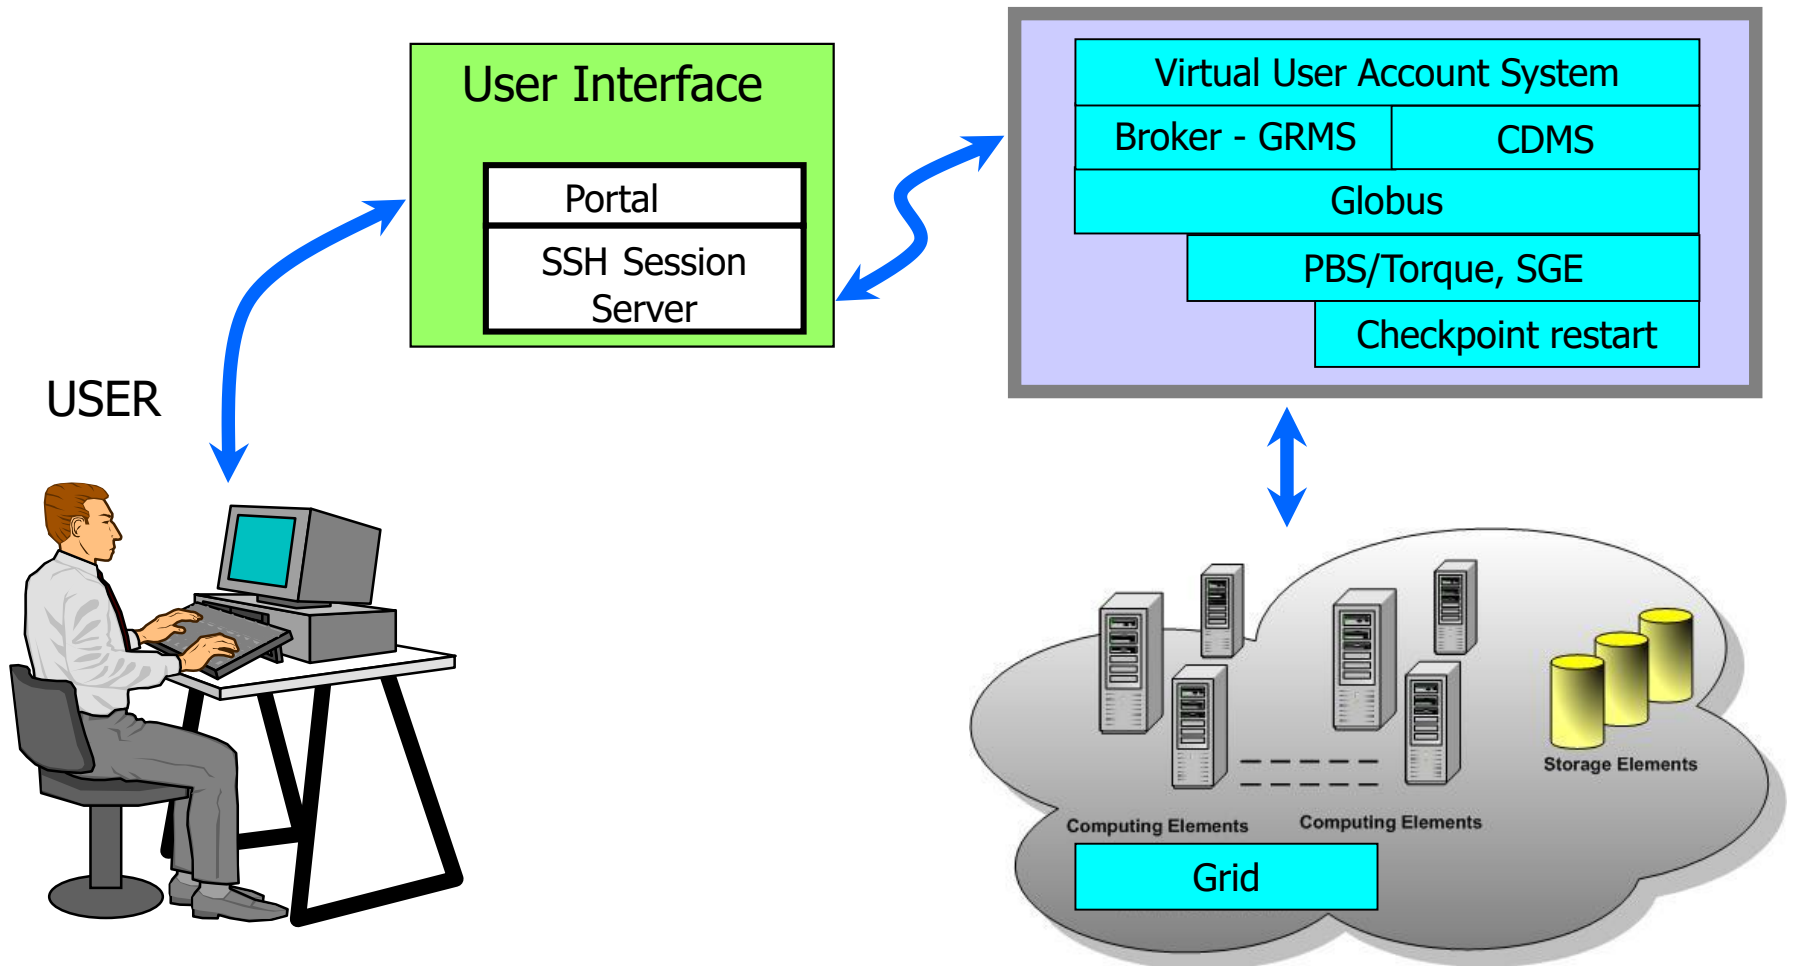 User Interface
Portal
SSH Session
Server
Virtual User Account System
Broker - GRMS
CDMS
Globus
PBS/Torque, SGE
Checkpoint restart
USER
Storage Elements
Computing Elements
Computing Elements
Grid